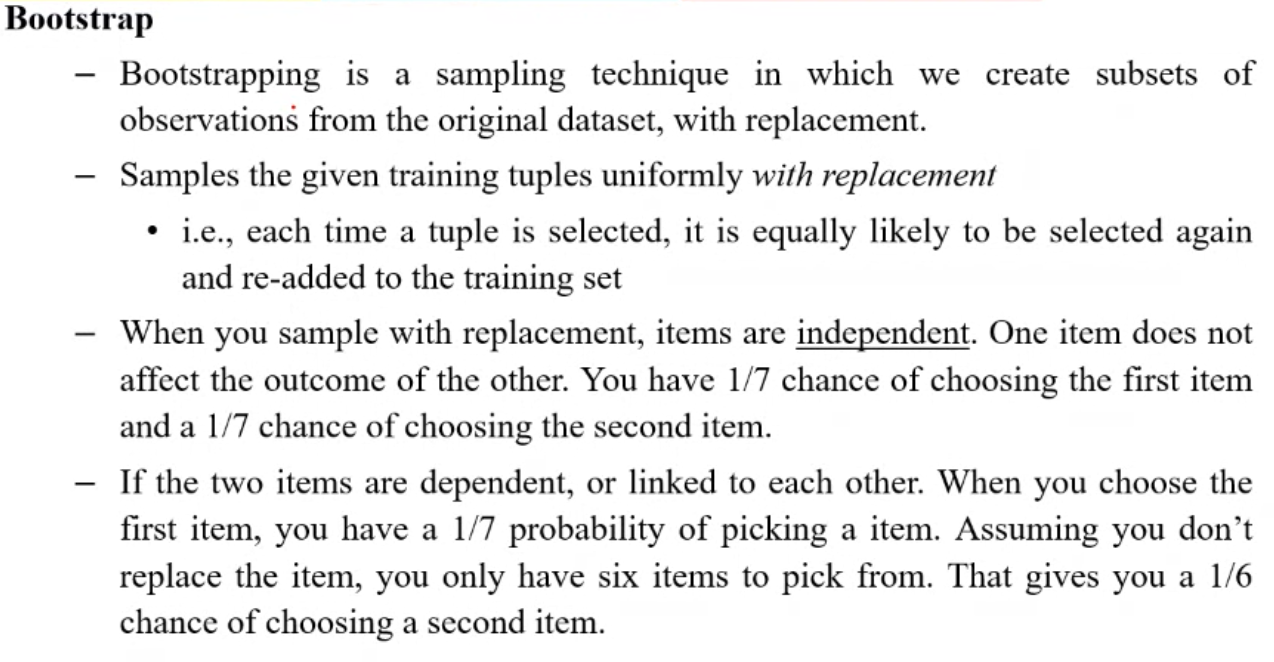 Bootstrap
– Bootstrapping is a sampling technique in which we create subsets of
observations from the original dataset, with replacement.
– Samples the given training tuples uniformly with replacement
• i.e., each time a tuple is selected, it is equally likely to be selected again
and re-added to the training set
– When you sample with replacement, items are independent. One item does not
affect the outcome of the other. You have 1/7 chance of choosing the first item
and a 1/7 chance of choosing the second item.
– If the two items are dependent, or linked to each other. When you choose the
first item, you have a 1/7 probability of picking a item. Assuming you don’t
replace the item, you only have six items to pick from. That gives you a 1/6
chance of choosing a second item.